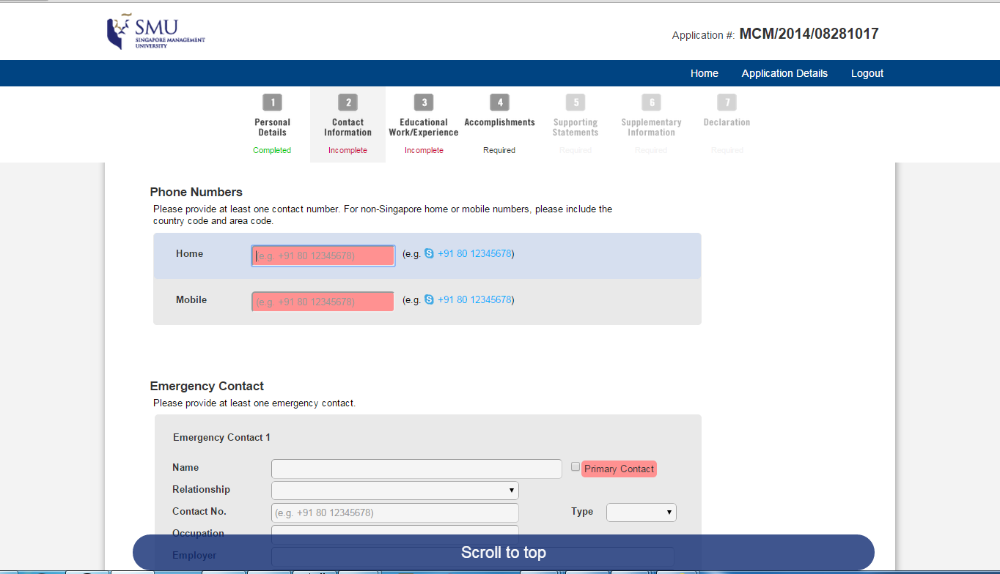 SMU
SINGAPORE MANAGEMENT
UNIVERSITY
Application #: MCM/2014/08281017
Home Application Details Logout
1 2 3 4 5 6 7
Personal Details
Completed
Contact Information
Incomplete
Educational Work/Experience
Incomplete
Accomplishments
Required
Supporting Statements
Required
Supplementary Information
Required
Declaration
Required
Phone Numbers
Please provide at least one contact number. For non-Singapore home or mobile numbers, please include the
country code and area code.
Home (e.g. +91 80 12345678) (e.g. +91 80 12345678)
Mobile (e.g. +91 80 12345678) (e.g. +91 80 12345678)
Emergency Contact
Please provide at least one emergency contact.
Emergency Contact 1
Name Primary Contact
Relationship
Contact No. (e.g. +91 80 12345678) Type
Occupation
Employer
Scroll to top